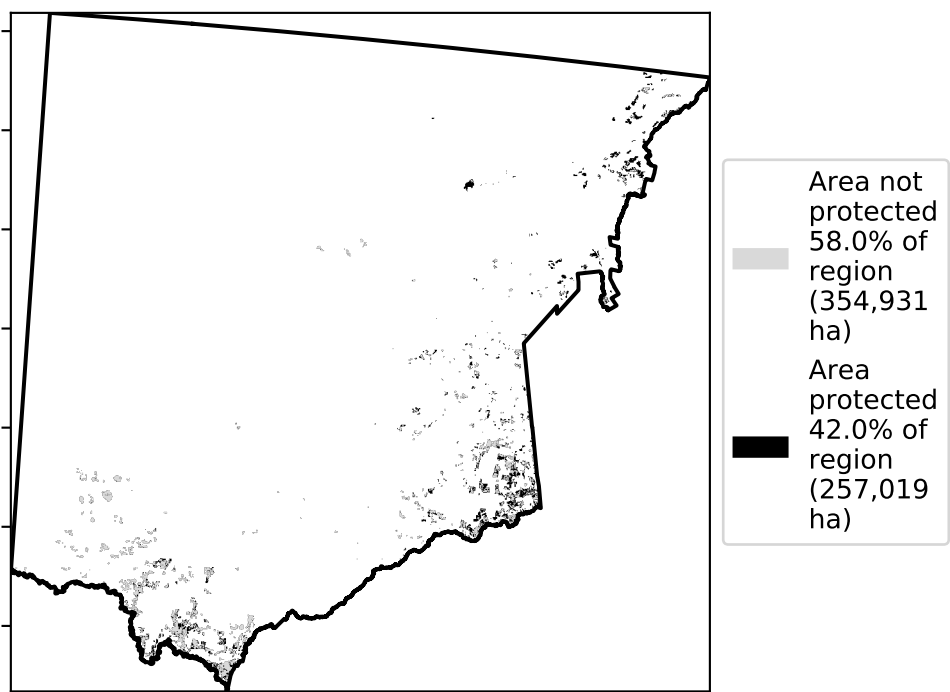 Area not
protected
58.0% of
region
(354,931
ha)
Area
protected
42.0% of
region
(257,019
ha)